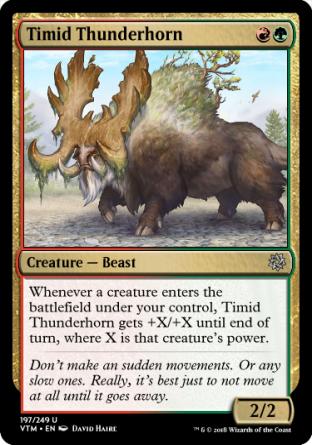 Timid Thunderhorn
Creature — Beast
Whenever a creature enters the
battlefield under your control, Timid
Thunderhorn gets +X/+X until end of
turn, where X is that creature's power.
Don't make an sudden movements. Or any
slow ones. Really, it's best just to not move
at all until it goes away.
2/2
197/249 U
VTM • EN DAVID HAIRE
™ & © 2018 Wizards of the Coast